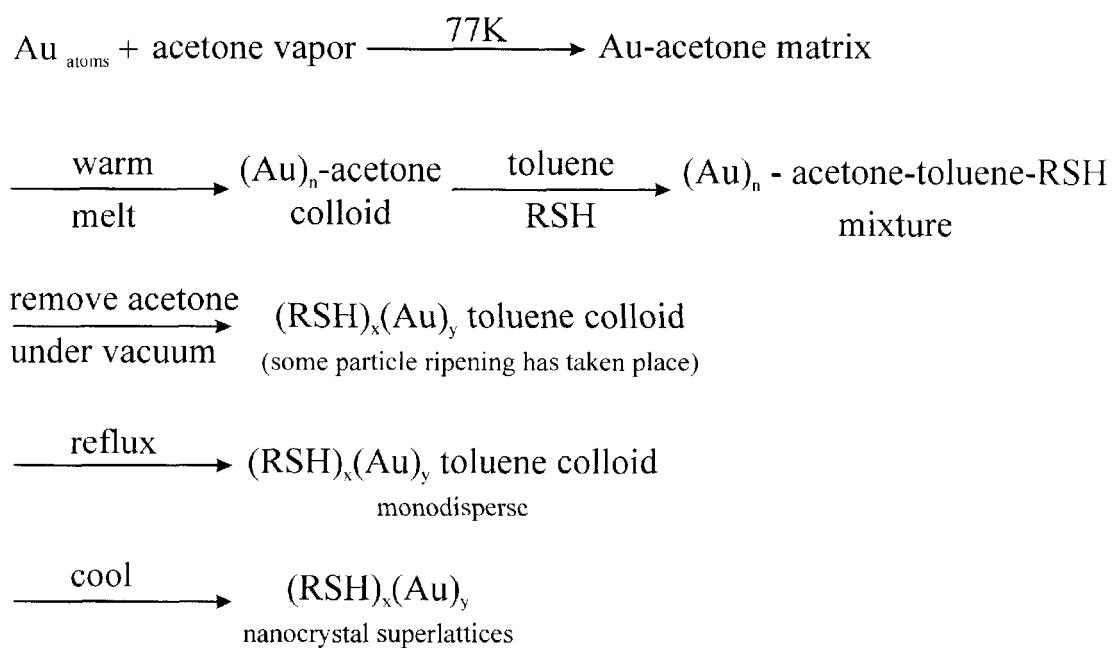 Au atoms + acetone vapor 77K Au-acetone matrix
warm melt (Au)n-acetone colloid toluene RSH (Au)n - acetone-toluene-RSH mixture
remove acetone under vacuum (RSH)x(Au)y toluene colloid
(some particle ripening has taken place)
reflux (RSH)x(Au)y toluene colloid
monodisperse
cool (RSH)x(Au)y
nanocrystal superlattices